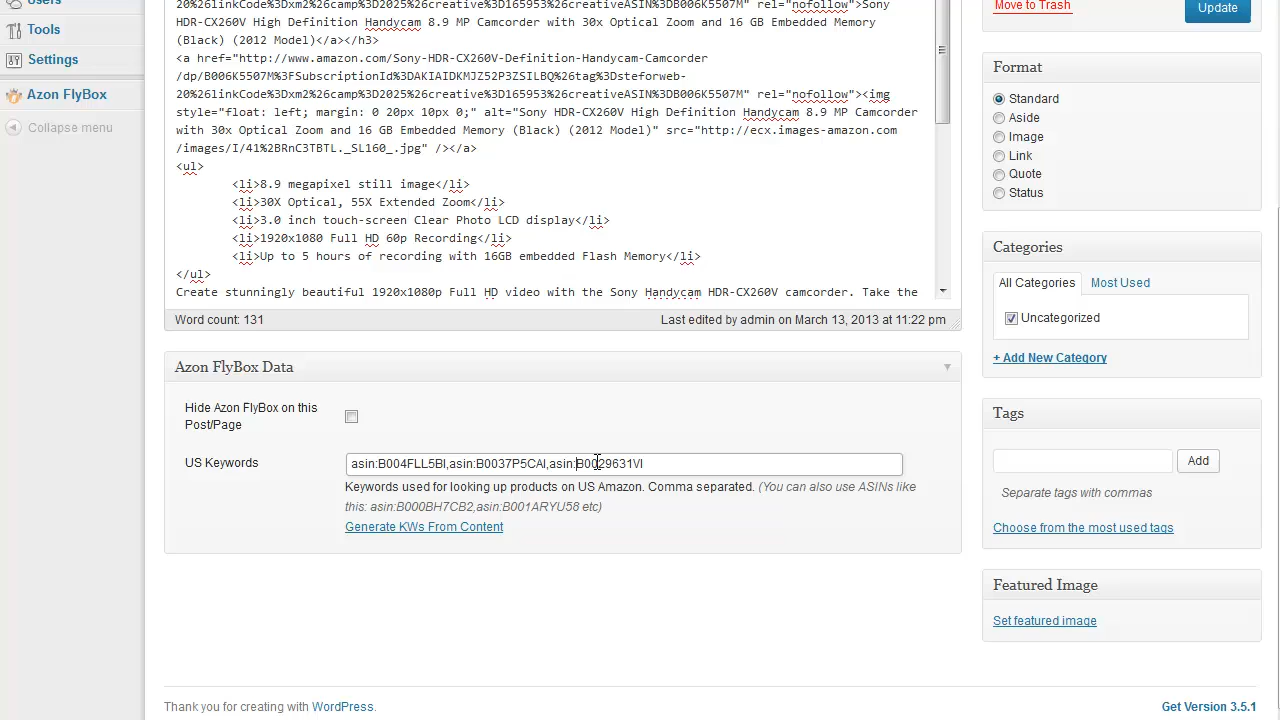 Users
Tools
Settings
Azon FlyBox
Collapse menu
20%26linkCode%3Dxm2%26camp%3D2025%26creative%3D165953%26creativeASIN%3DB006K5507M" rel="nofollow">Sony
HDR-CX260V High Definition Handycam 8.9 MP Camcorder with 30x Optical Zoom and 16 GB Embedded Memory
(Black) (2012 Model)</a></h3>
<a href="http://www.amazon.com/Sony-HDR-CX260V-Definition-Handycam-Camcorder
/dp/B006K5507M%3FSubscriptionId%3DAKIAIDKMJZ52P3ZSILBQ%26tag%3Dsteforweb-
20%26linkCode%3Dxm2%26camp%3D2025%26creative%3D165953%26creativeASIN%3DB006K5507M" rel="nofollow"><img
style="float: left; margin: 0 20px 10px 0;" alt="Sony HDR-CX260V High Definition Handycam 8.9 MP Camcorder
with 30x Optical Zoom and 16 GB Embedded Memory (Black) (2012 Model)" src="http://ecx.images-amazon.com
/images/I/41%2BRnC3TBTL._SL160_.jpg" /></a>
<ul>
<li>8.9 megapixel still image</li>
<li>30X Optical, 55X Extended Zoom</li>
<li>3.0 inch touch-screen Clear Photo LCD display</li>
<li>1920x1080 Full HD 60p Recording</li>
<li>Up to 5 hours of recording with 16GB embedded Flash Memory</li>
</ul>
Create stunningly beautiful 1920x1080p Full HD video with the Sony Handycam HDR-CX260V camcorder. Take the
Word count: 131
Last edited by admin on March 13, 2013 at 11:22 pm
Azon FlyBox Data
Hide Azon FlyBox on this
Post/Page
US Keywords
asin:B004FLL5BI,asin:B0037P5CAI,asin:B0029631VI
Keywords used for looking up products on US Amazon. Comma separated. (You can also use ASINs like
this: asin:B000BH7CB2,asin:B001ARYU58 etc)
Generate KWs From Content
Move to Trash
Update
Format
Standard
Aside
Image
Link
Quote
Status
Categories
All Categories
Most Used
Uncategorized
+ Add New Category
Tags
Add
Separate tags with commas
Choose from the most used tags
Featured Image
Set featured image
Thank you for creating with WordPress.
Get Version 3.5.1